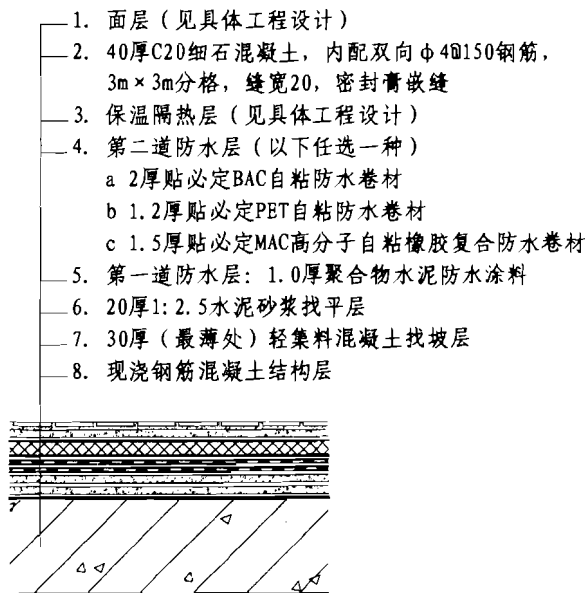 1. 面层（见具体工程设计）
2. 40厚C20细石混凝土，内配双向ф4@150钢筋，
3m×3m分格，缝宽20，密封膏嵌缝
3. 保温隔热层（见具体工程设计）
4. 第二道防水层（以下任选一种）
a 2厚贴必定BAC自粘防水卷材
b 1.2厚贴必定PET自粘防水卷材
c 1.5厚贴必定MAC高分子自粘橡胶复合防水卷材
5. 第一道防水层：1.0厚聚合物水泥防水涂料
6. 20厚1:2.5水泥砂浆找平层
7. 30厚（最薄处）轻集料混凝土找坡层
8. 现浇钢筋混凝土结构层